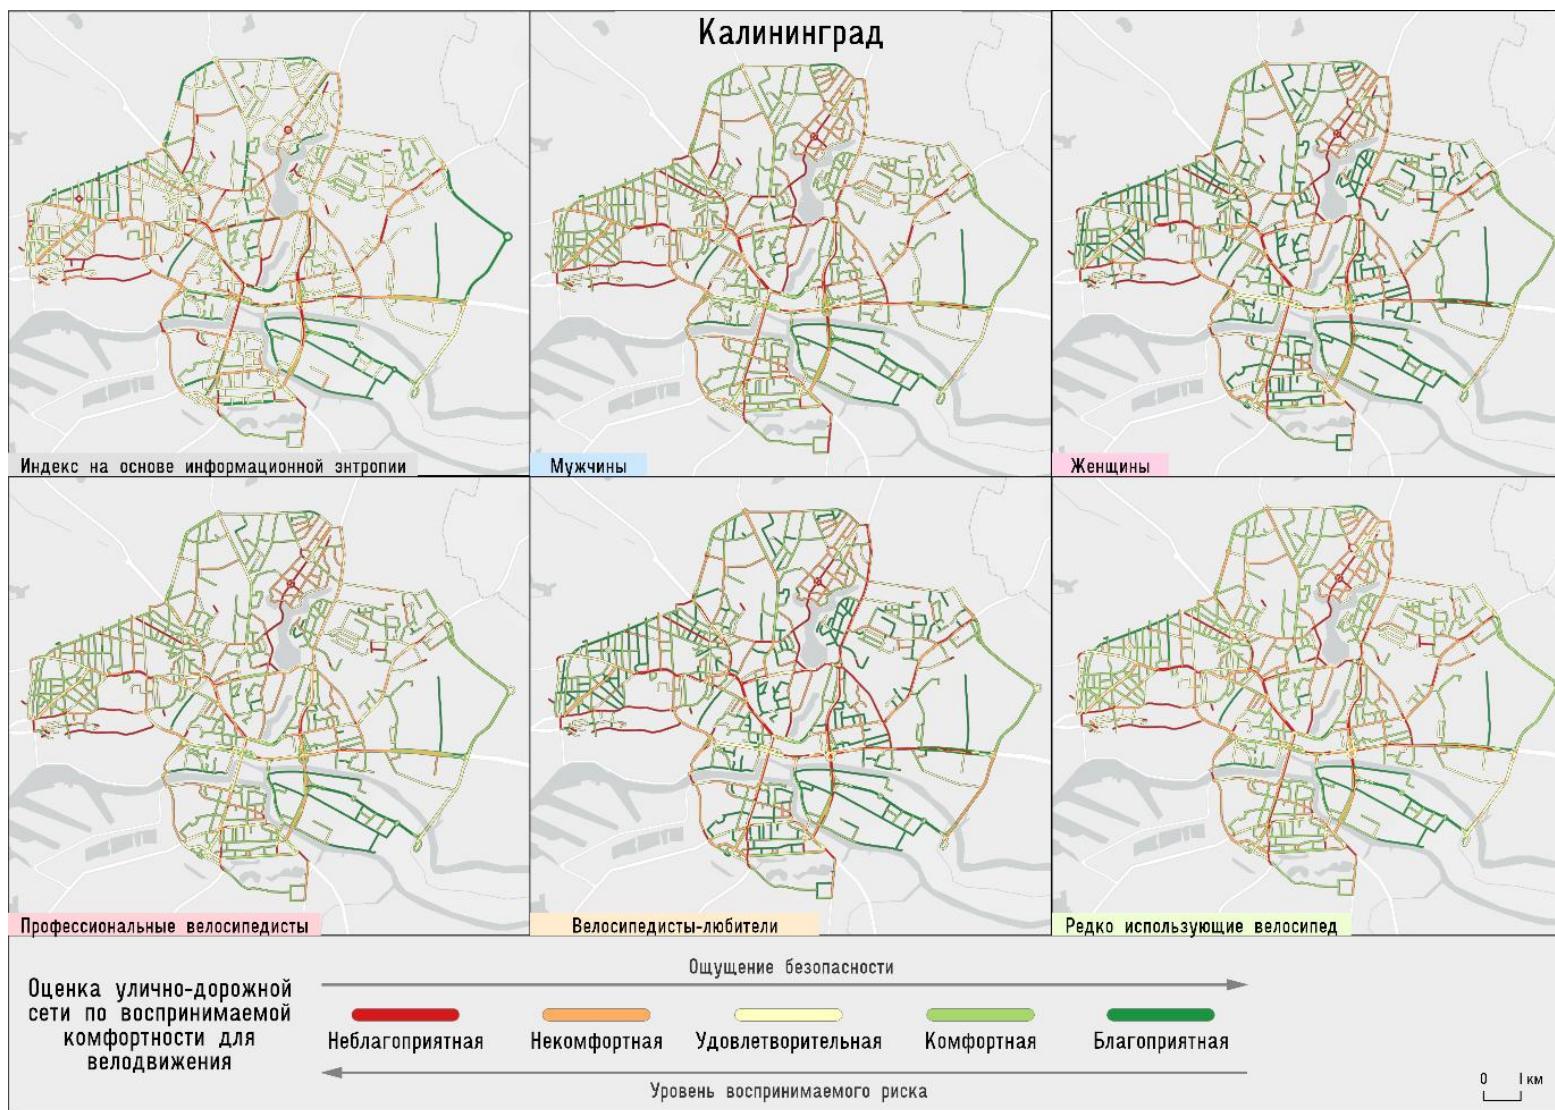 Калининград
Индекс на основе информационной энтропии
Мужчины
Женщины
Профессиональные велосипедисты
Велосипедисты-любители
Редко использующие велосипед
Оценка улично-дорожной
сети по воспринимаемой
комфортности для
велодвижения
Ощущение безопасности
Неблагоприятная
Некомфортная
Удовлетворительная
Комфортная
Благоприятная
Уровень воспринимаемого риска
0 1 км